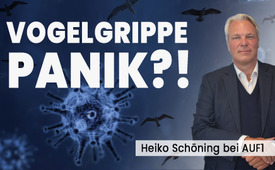 VOGELGRIPPE
PANIK?!
Heiko Schöning bei AUF1